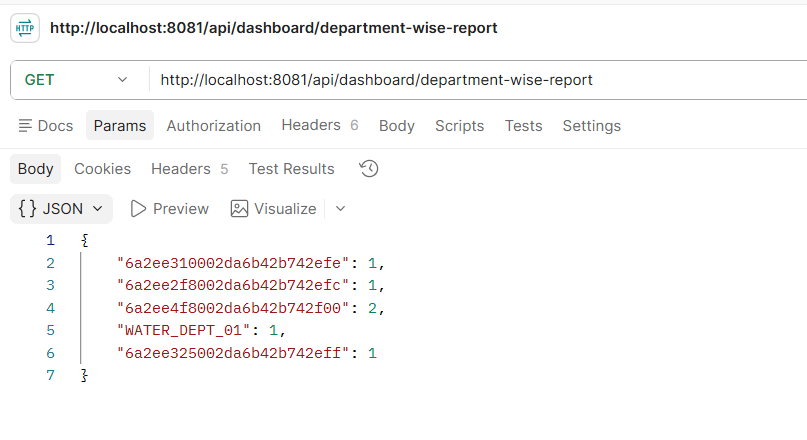 HTTP http://localhost:8081/api/dashboard/department-wise-report
GET http://localhost:8081/api/dashboard/department-wise-report
Docs Params Authorization Headers 6 Body Scripts Tests Settings
Body Cookies Headers 5 Test Results
{} JSON Preview Visualize
1 {
2 "6a2ee310002da6b42b742efe": 1,
3 "6a2ee2f8002da6b42b742efc": 1,
4 "6a2ee4f8002da6b42b742f00": 2,
5 "WATER_DEPT_01": 1,
6 "6a2ee325002da6b42b742eff": 1
7 }